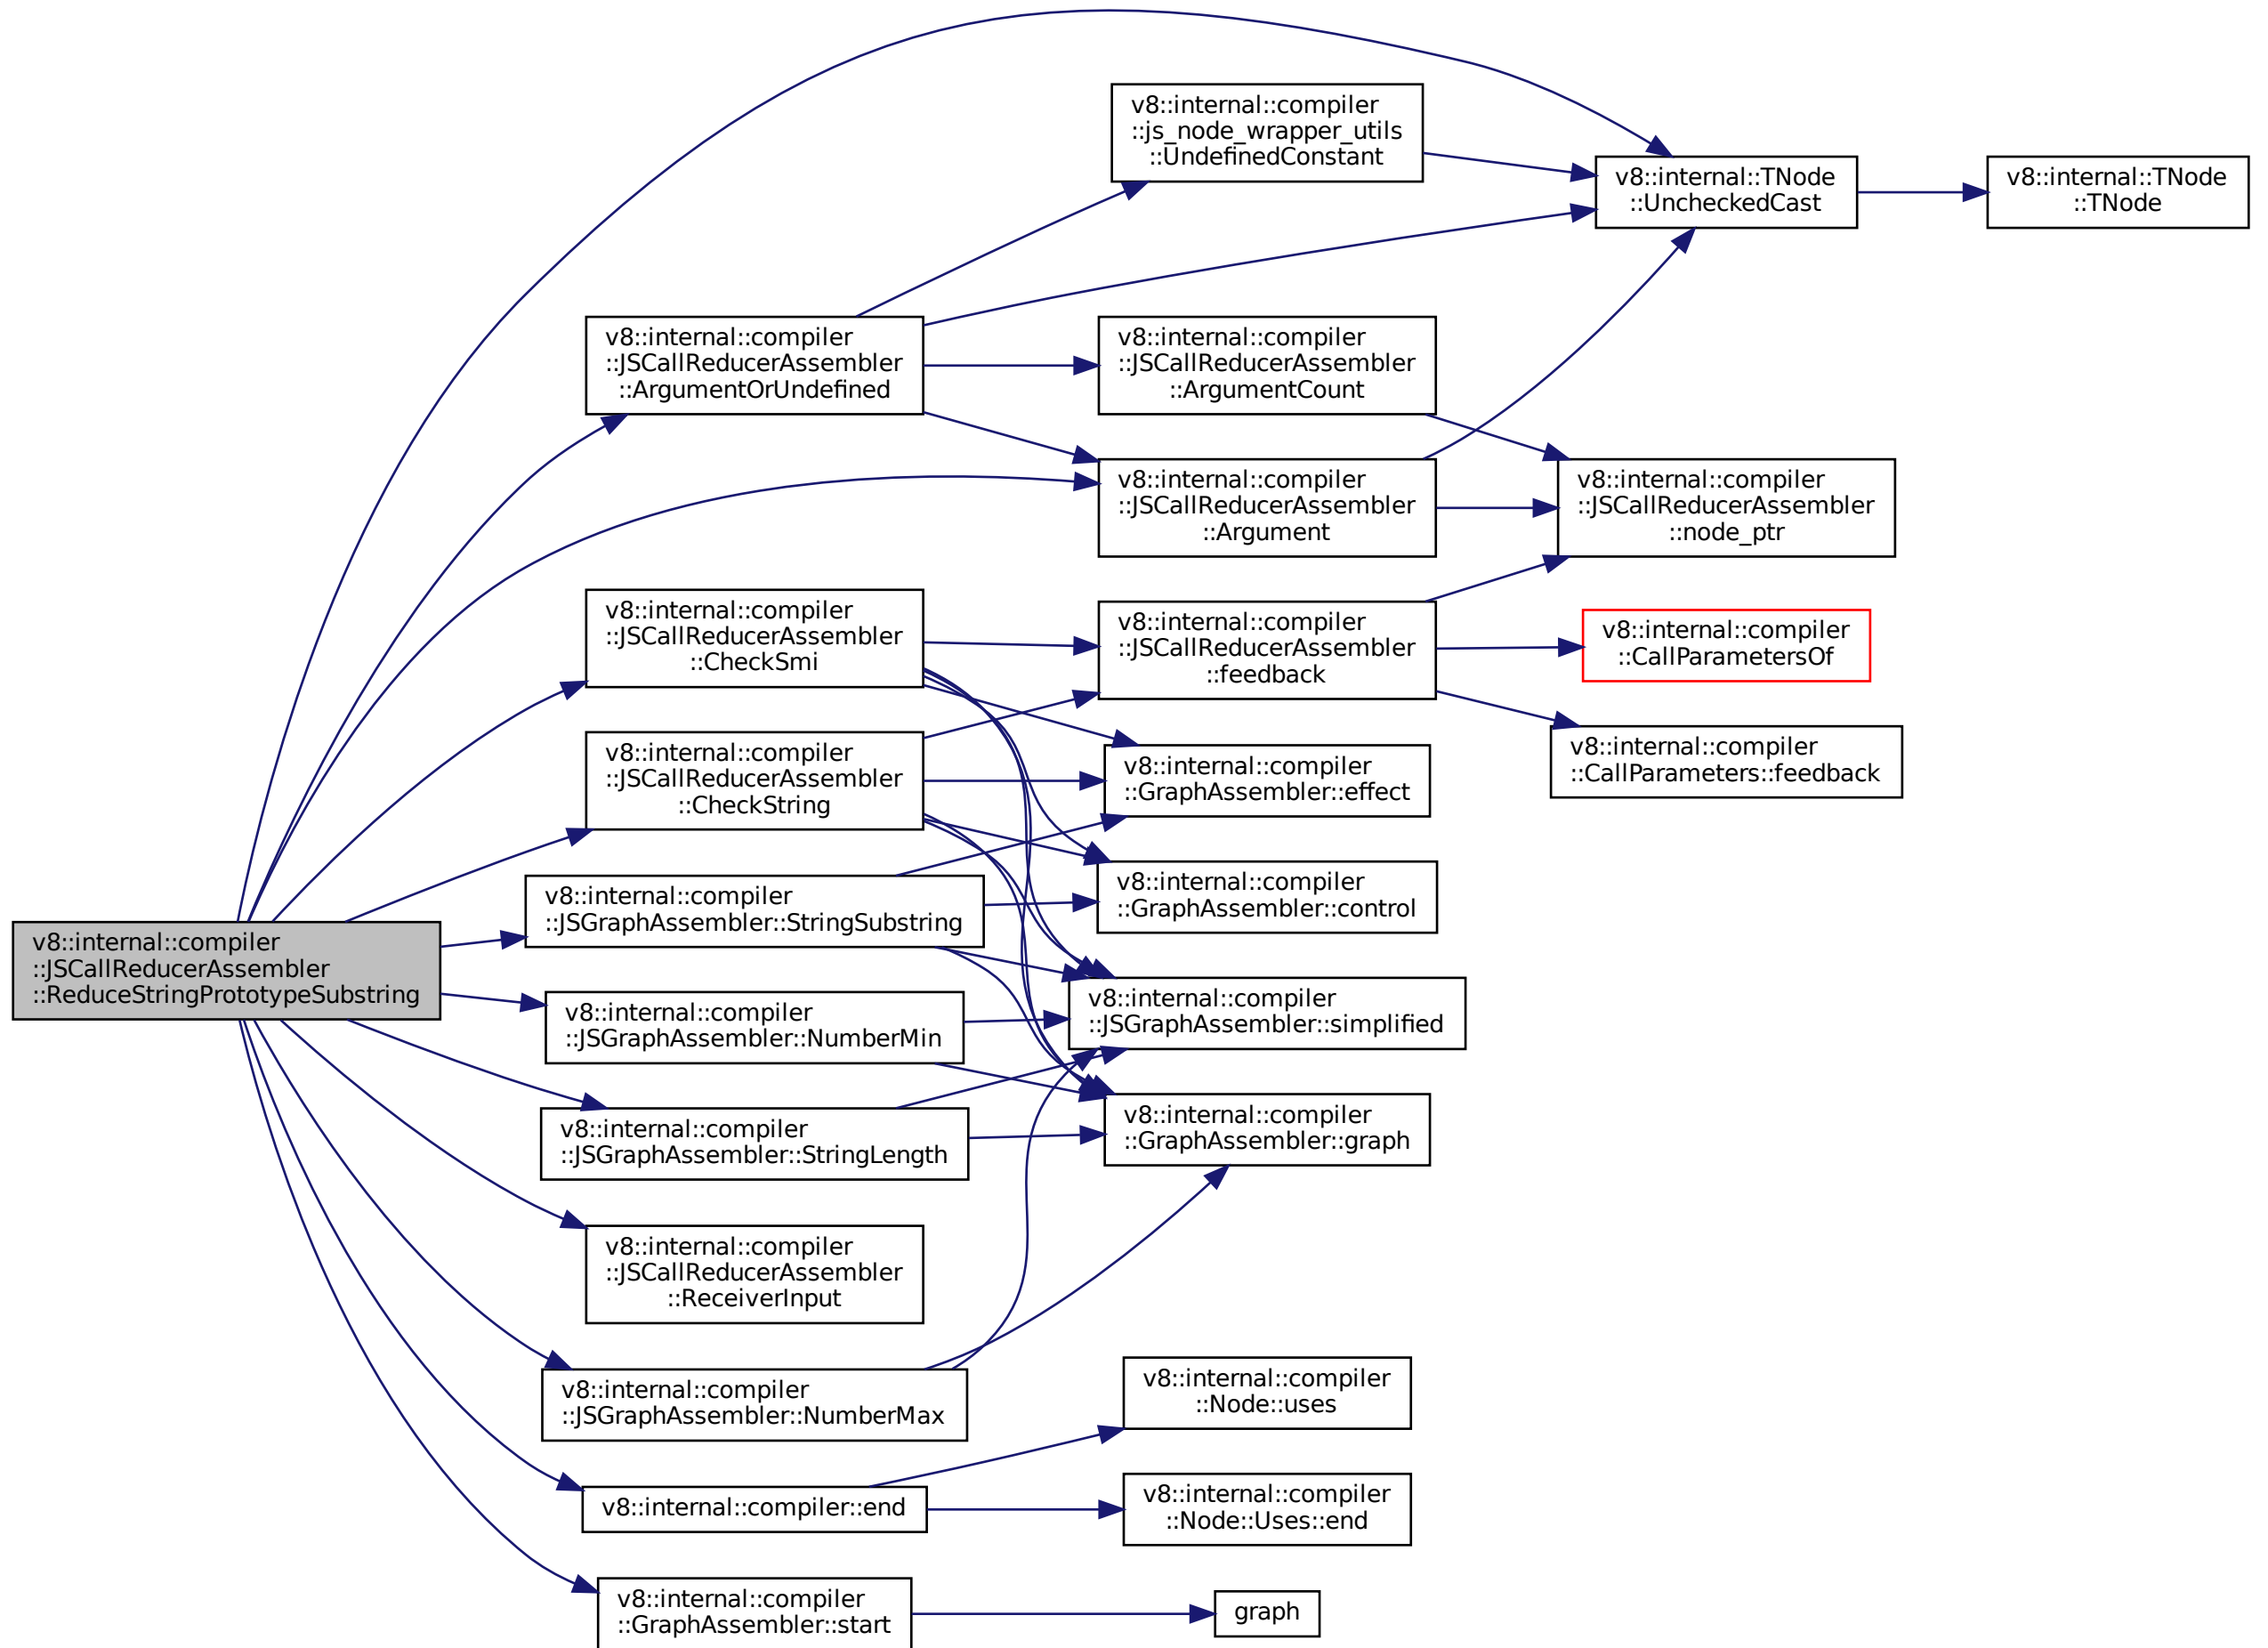 v8::internal::compiler
::js_node_wrapper_utils
::UndefinedConstant
v8::internal::TNode
::UncheckedCast
v8::internal::TNode
::TNode
v8::internal::compiler
::JSCallReducerAssembler
::ArgumentOrUndefined
v8::internal::compiler
::JSCallReducerAssembler
::ArgumentCount
v8::internal::compiler
::JSCallReducerAssembler
::Argument
v8::internal::compiler
::JSCallReducerAssembler
::node_ptr
v8::internal::compiler
::JSCallReducerAssembler
::CheckSmi
v8::internal::compiler
::JSCallReducerAssembler
::feedback
v8::internal::compiler
::CallParametersOf
v8::internal::compiler
::CallParameters::feedback
v8::internal::compiler
::JSCallReducerAssembler
::CheckString
v8::internal::compiler
::GraphAssembler::effect
v8::internal::compiler
::GraphAssembler::control
v8::internal::compiler
::JSGraphAssembler::StringSubstring
v8::internal::compiler
::JSCallReducerAssembler
::ReduceStringPrototypeSubstring
v8::internal::compiler
::JSGraphAssembler::simplified
v8::internal::compiler
::JSGraphAssembler::NumberMin
v8::internal::compiler
::GraphAssembler::graph
v8::internal::compiler
::JSGraphAssembler::StringLength
v8::internal::compiler
::JSCallReducerAssembler
::ReceiverInput
v8::internal::compiler
::JSGraphAssembler::NumberMax
v8::internal::compiler
::Node::uses
v8::internal::compiler::end
v8::internal::compiler
::Node::Uses::end
v8::internal::compiler
::GraphAssembler::start
graph